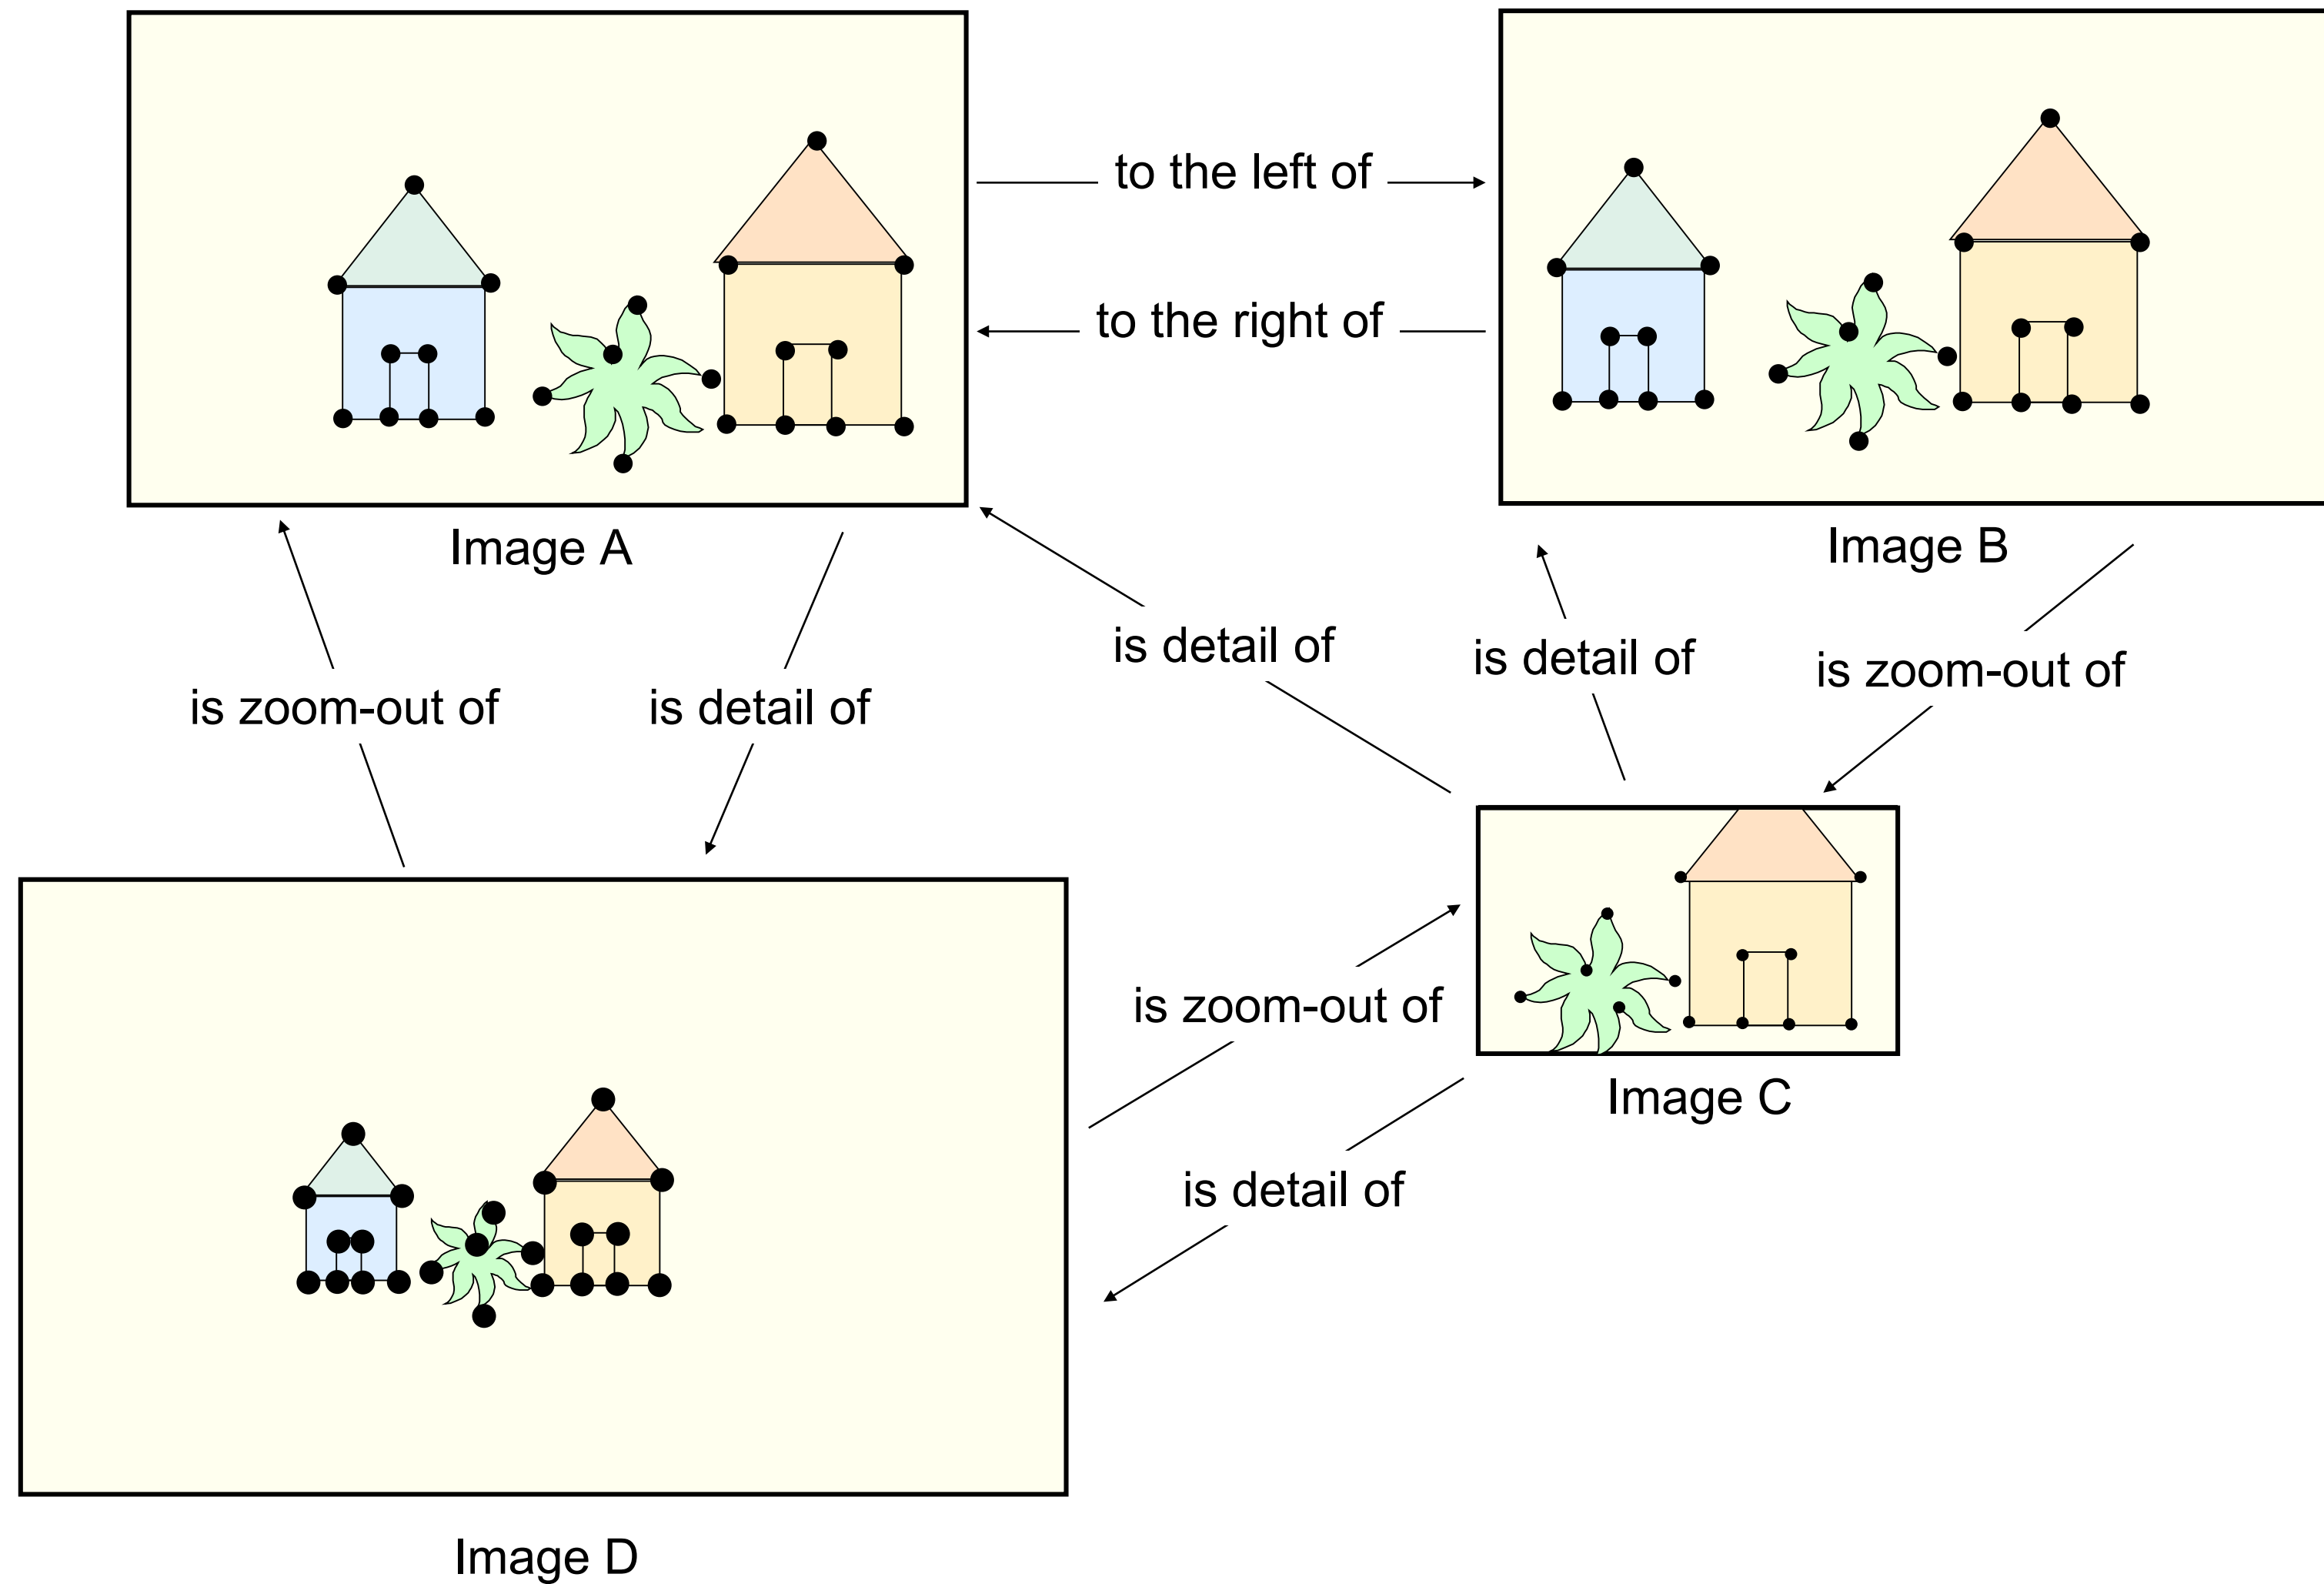 to the left of
to the right of
Image A
Image B
is detail of
is detail of
is zoom-out of
is zoom-out of
is detail of
is zoom-out of
Image C
is detail of
Image D